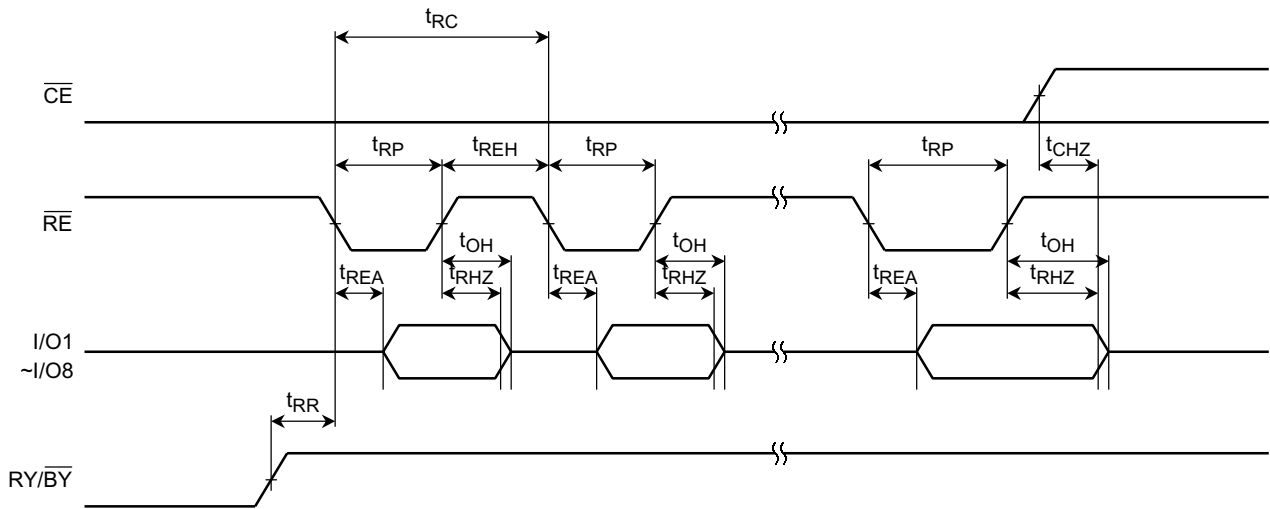 tRC
CE
tRP tREH tRP tRP tCHZ
RE
tOH tOH tOH
tREA tRHZ tREA tRHZ tREA tRHZ
I/O1
~I/O8
tRR
RY/BY